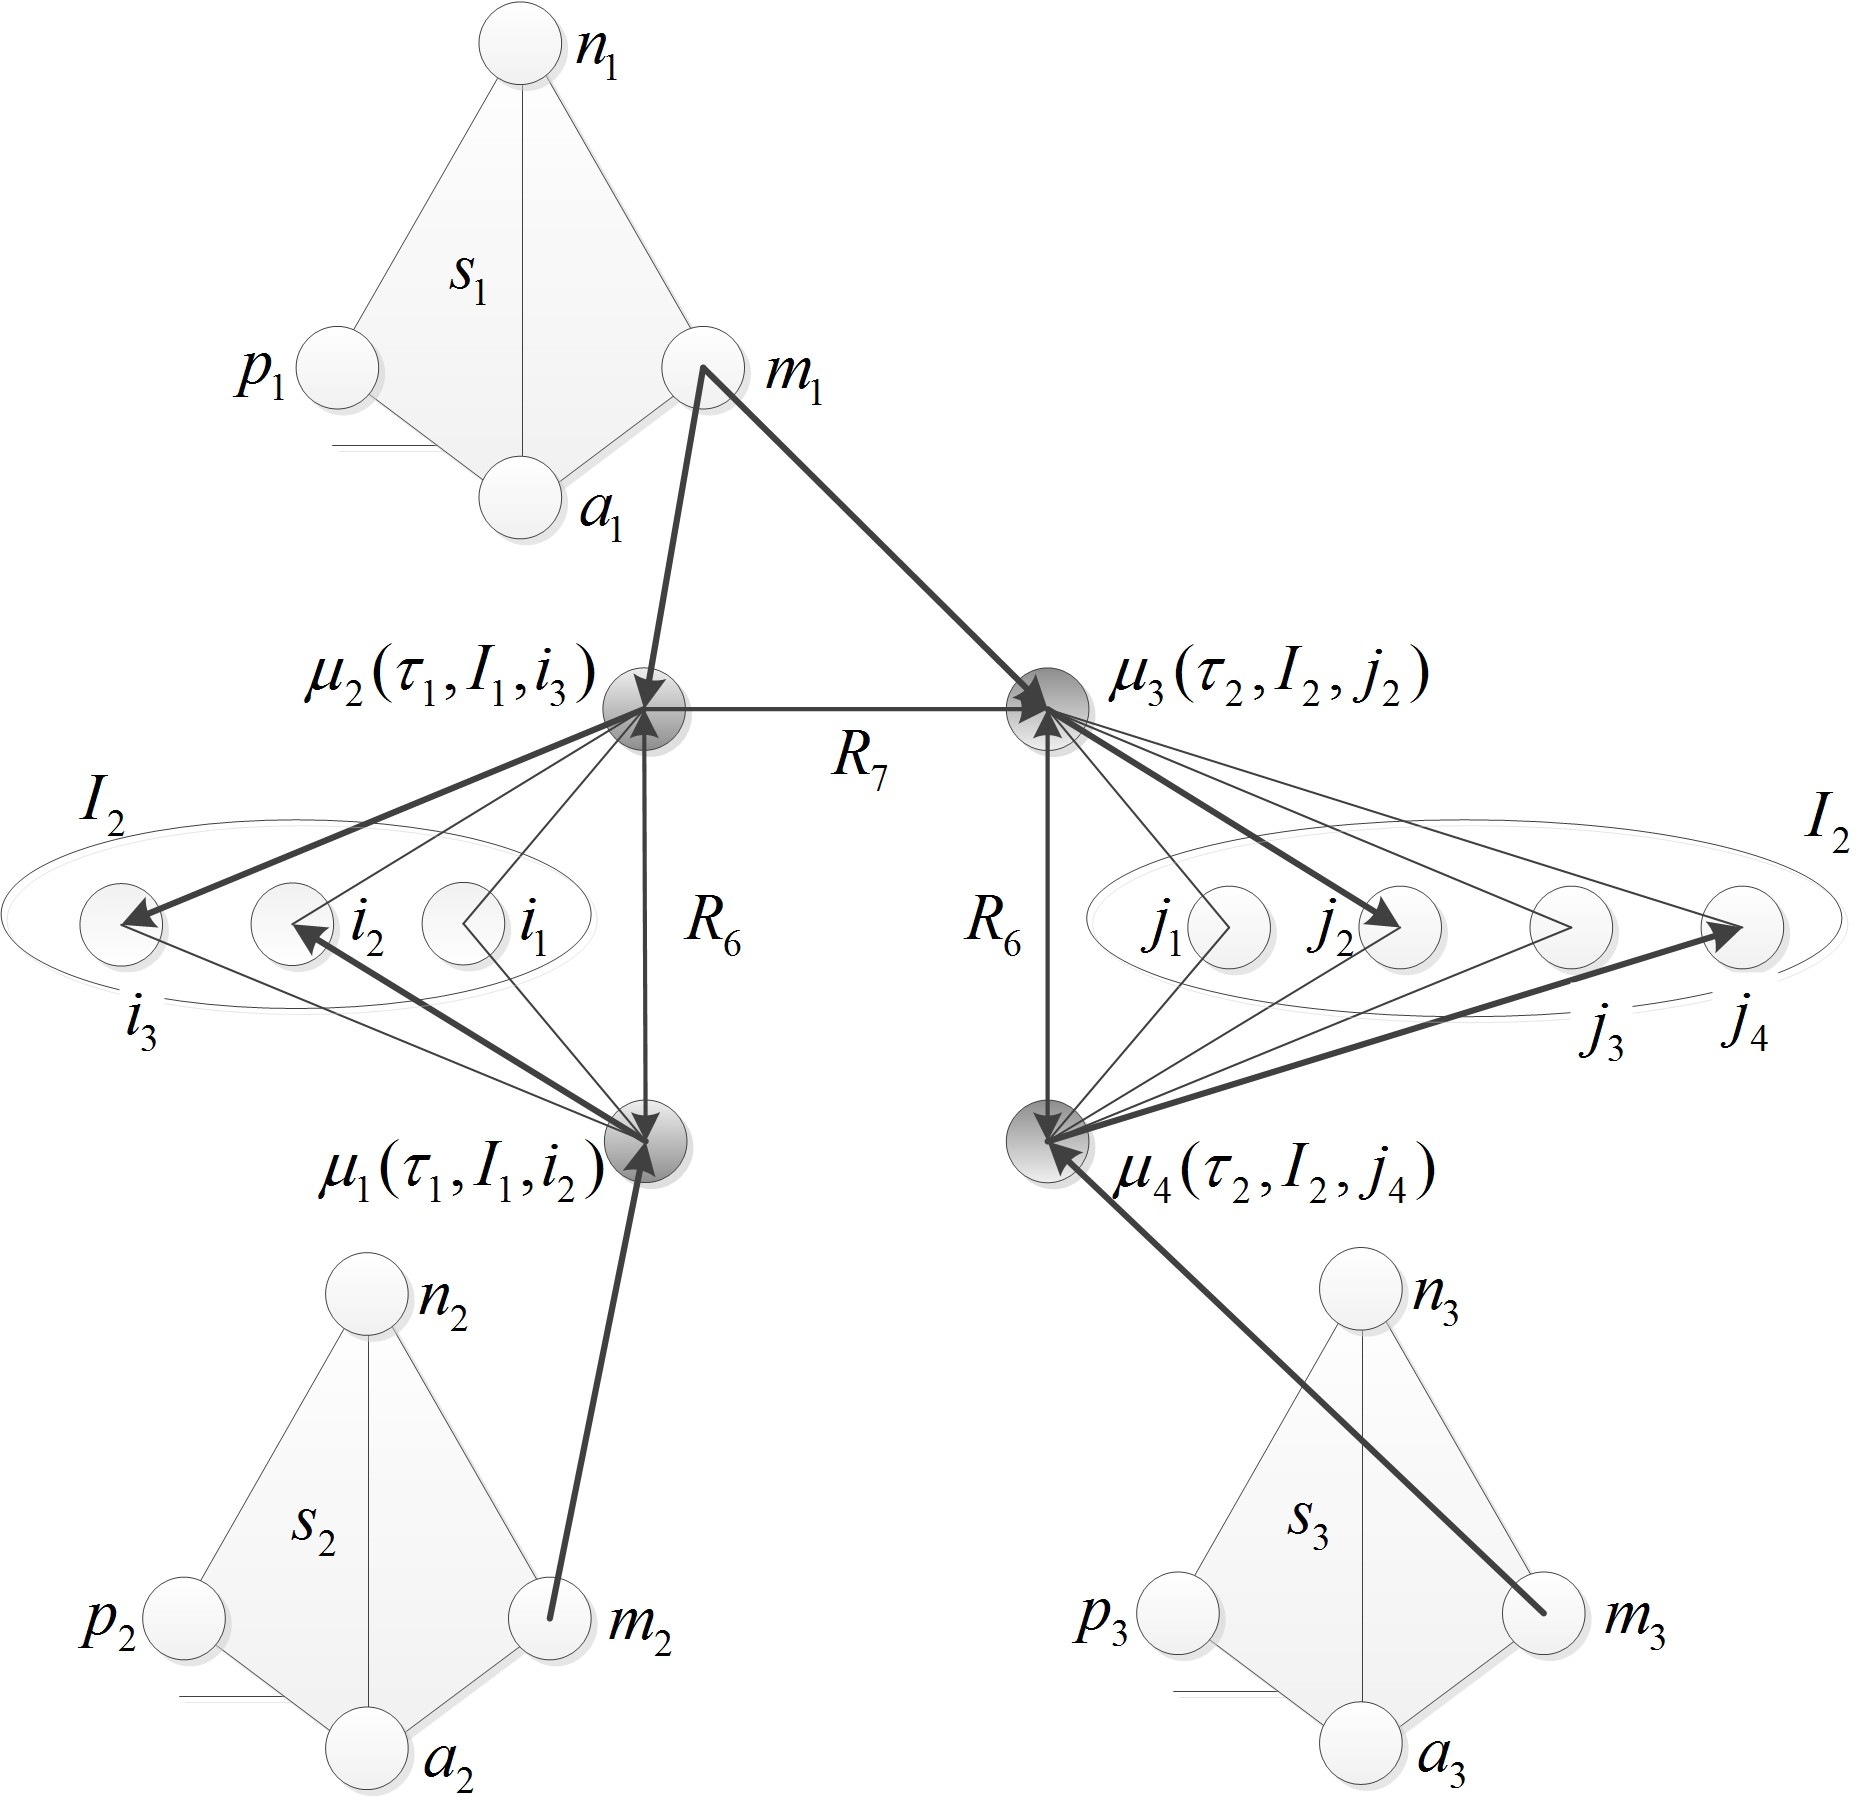 n₁
s₁
p₁ m₁
a₁
μ₂(τ₁, I₁, i₃) μ₃(τ₂, I₂, j₂)
R₇
I₂ I₂
i₂ i₁ R₆ R₆ j₁ j₂
i₃ j₃ j₄
μ₁(τ₁, I₁, i₂) μ₄(τ₂, I₂, j₄)
n₂ n₃
s₂ s₃
p₂ m₂ p₃ m₃
a₂ a₃